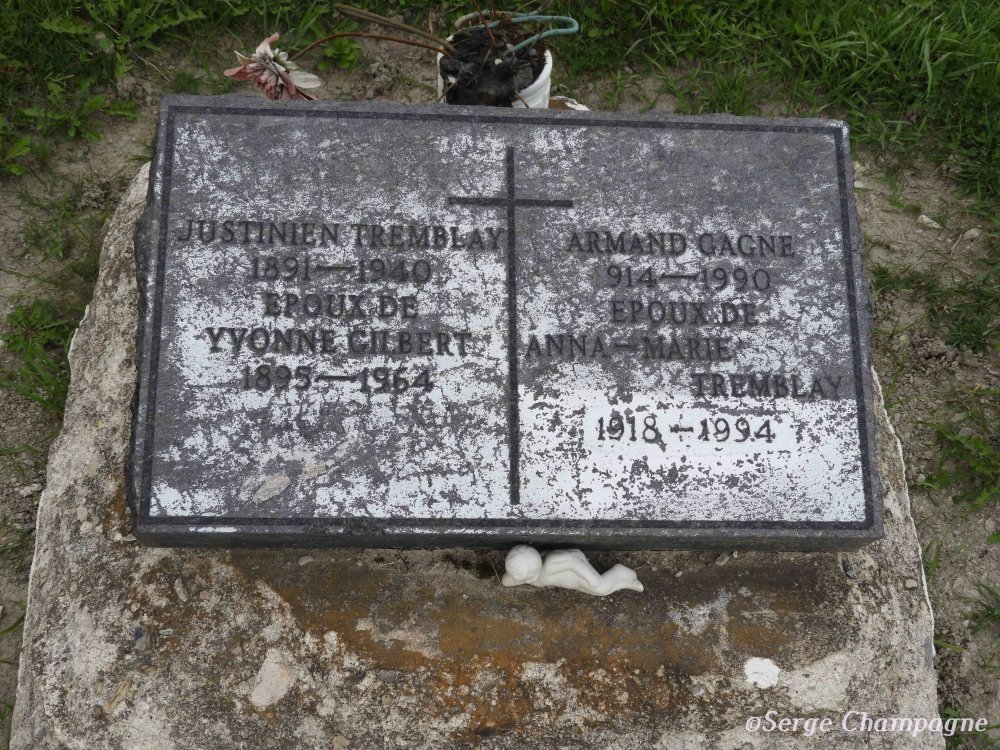 JUSTINIEN TREMBLAY
1891—1940
EPOUX DE
YVONNE GILBERT
1895—1964
ARMAND GAGNE
914—1990
EPOUX DE
ANNA-MARIE
TREMBLAY
1918-1994
©Serge Champagne